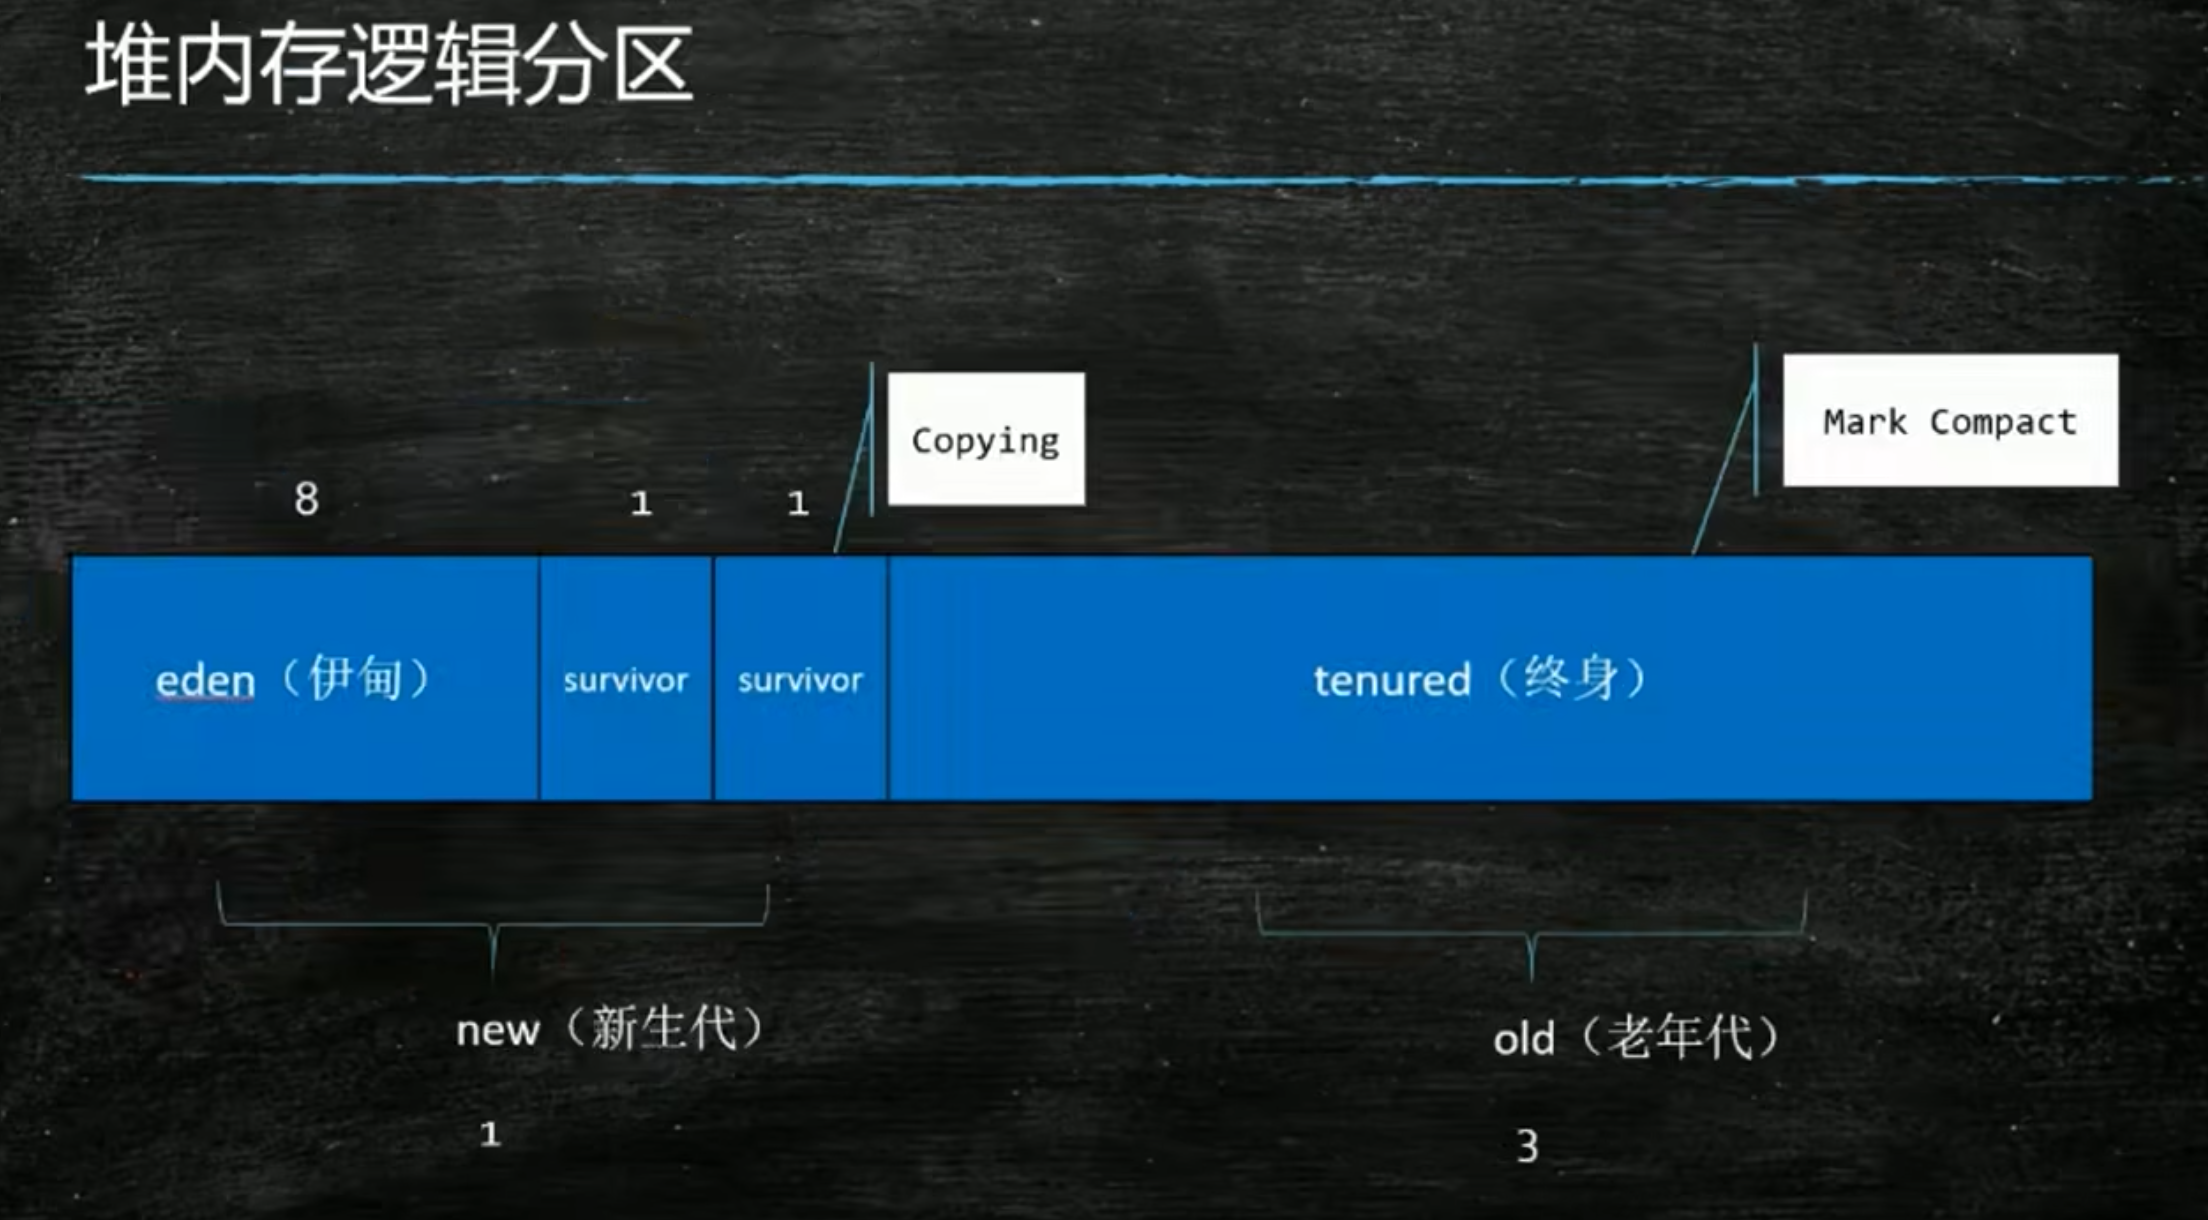 堆内存逻辑分区
Copying
Mark Compact
8
1
1
eden（伊甸）
survivor
survivor
tenured（终身）
new（新生代）
old（老年代）
1
3